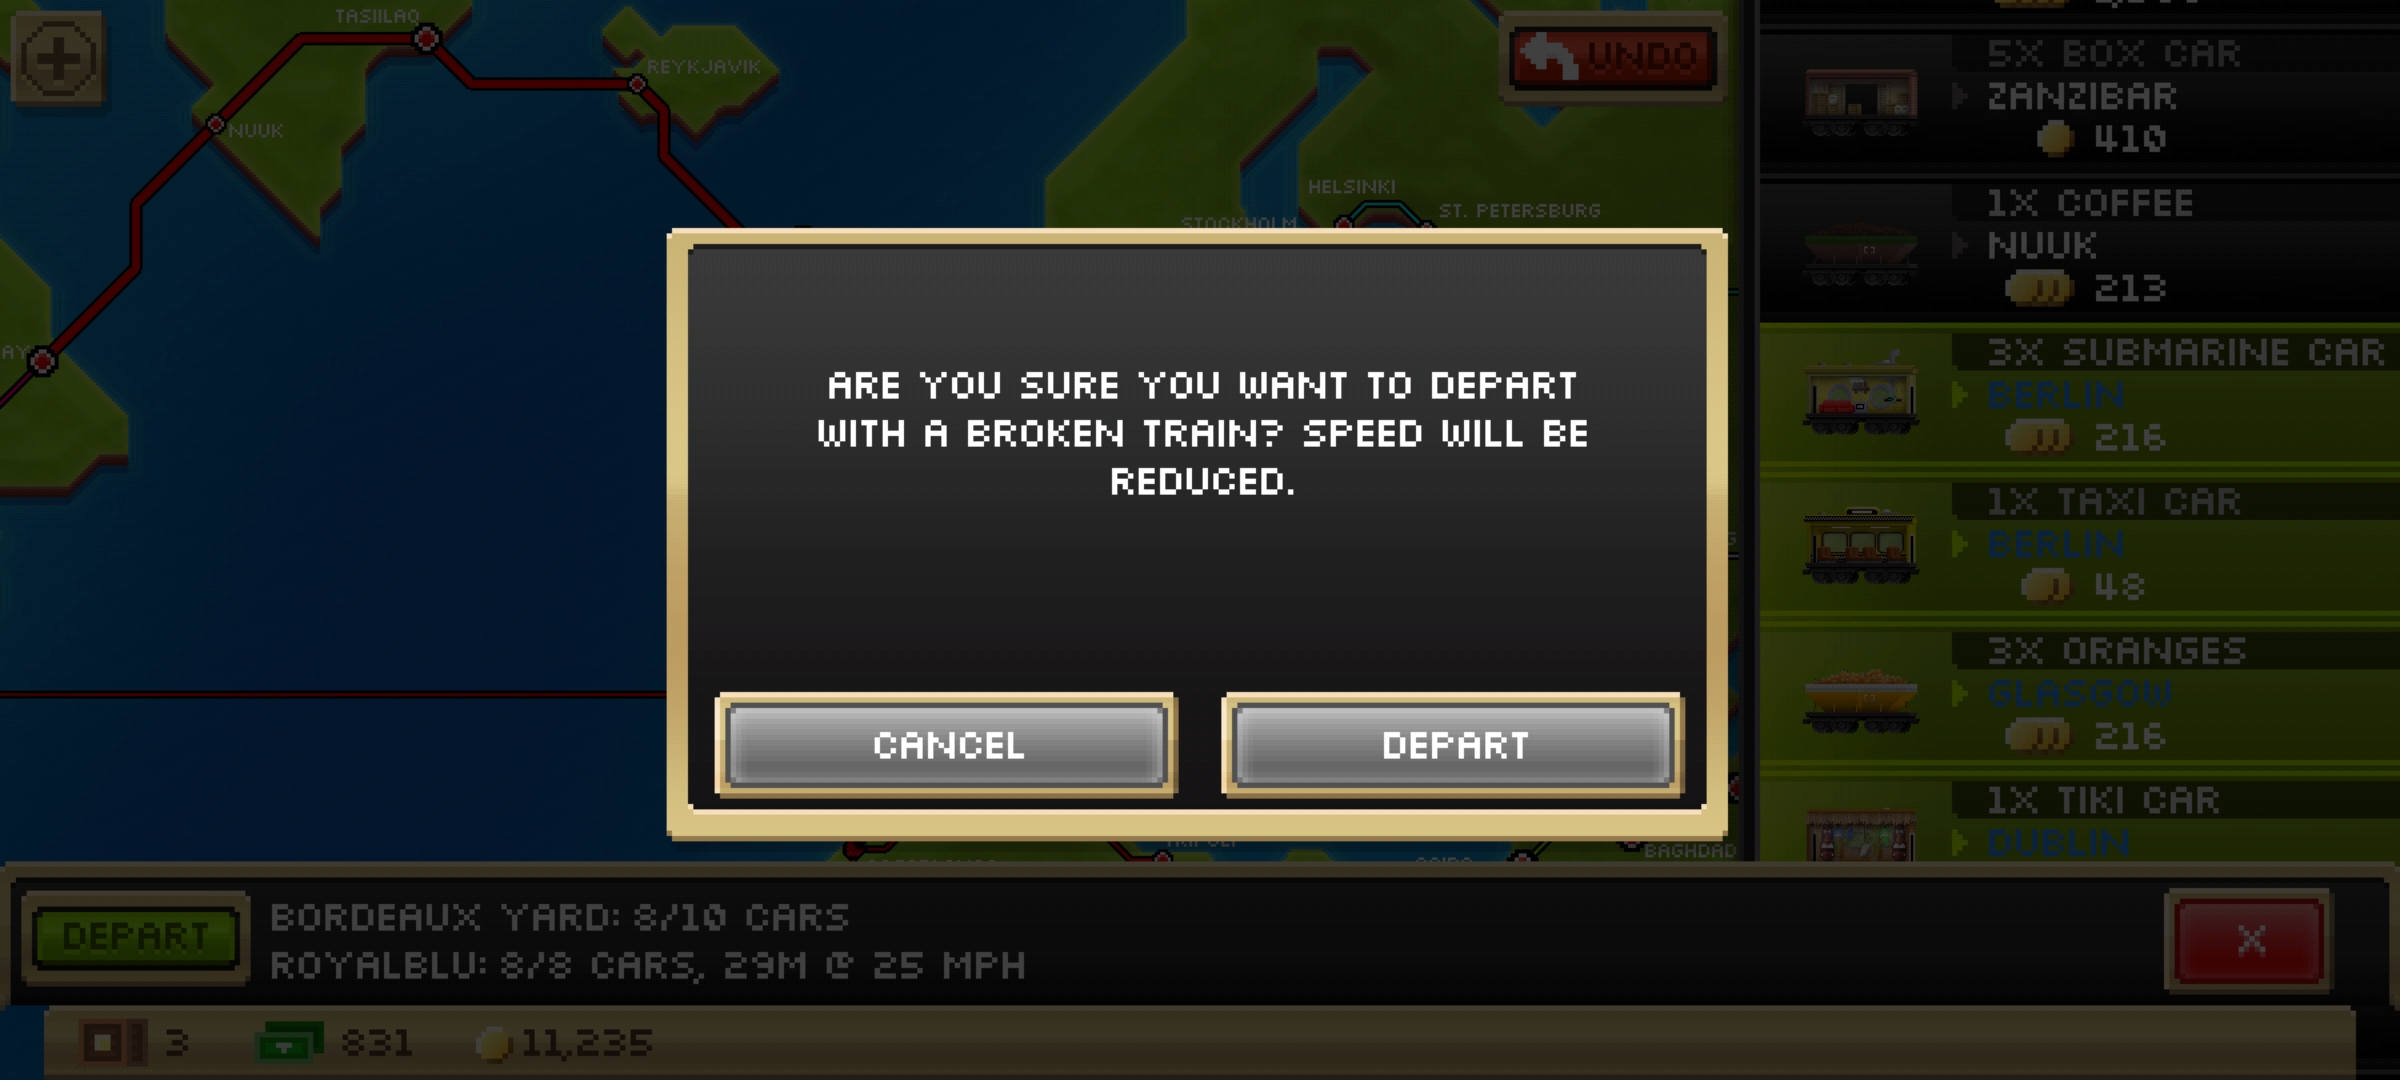 TASIILAQ
REYKJAVIK
NUUK
UNDO
HELSINKI
STOCKHOLM
ST. PETERSBURG
5X BOX CAR
ZANZIBAR
410
1X COFFEE
NUUK
213
3X SUBMARINE CAR
BERLIN
216
1X TAXI CAR
BERLIN
48
3X ORANGES
GLASGOW
216
1X TIKI CAR
DUBLIN
ARE YOU SURE YOU WANT TO DEPART
WITH A BROKEN TRAIN? SPEED WILL BE
REDUCED.
CANCEL
DEPART
TRIPOLI
BAGHDAD
DEPART
BORDEAUX YARD: 8/10 CARS
ROYALBLU: 8/8 CARS, 29M @ 25 MPH
X
3
831
11,235